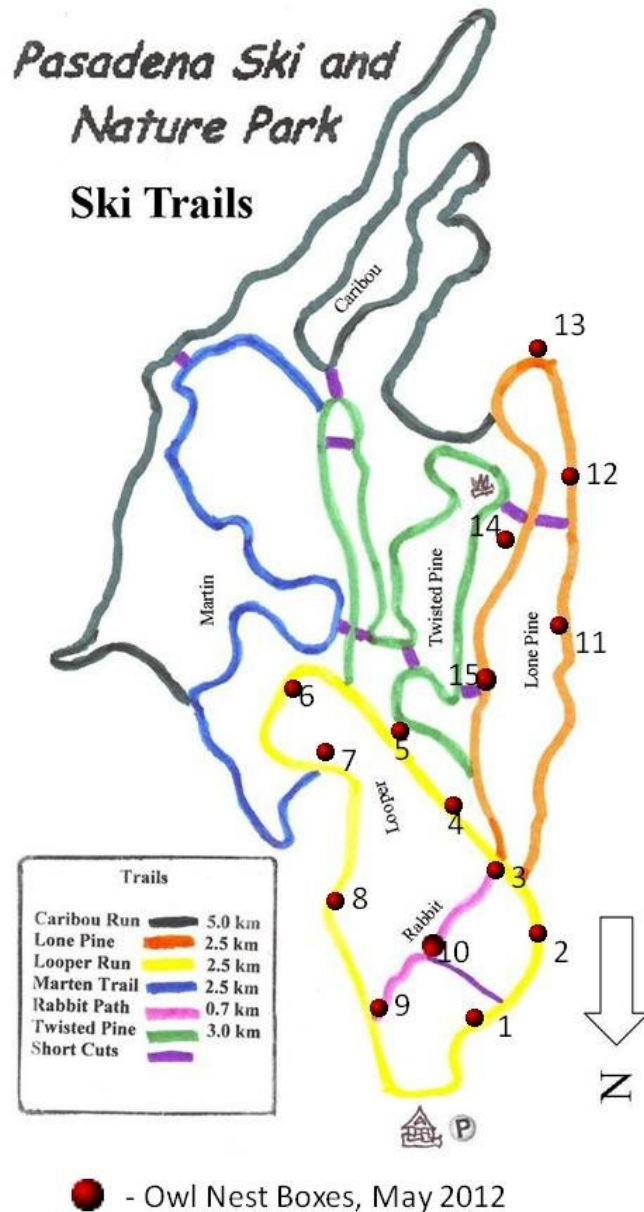 Pasadena Ski and
Nature Park
Ski Trails
Caribou
13
12
14
Twisted Pine
Martin
Lone Pine
11
15
6
5
7
Looper
4
3
8
Rabbit
2
10
9
1
Trails
Caribou Run 5.0 km
Lone Pine 2.5 km
Looper Run 2.5 km
Marten Trail 2.5 km
Rabbit Path 0.7 km
Twisted Pine 3.0 km
Short Cuts
N
P
- Owl Nest Boxes, May 2012